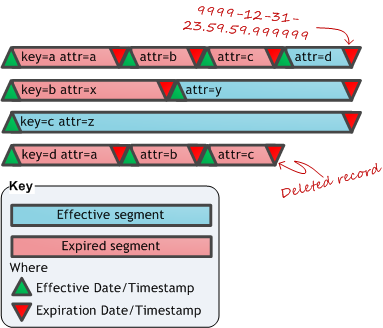 9999-12-31-
23.59.59.999999
key=a attr=a attr=b attr=c attr=d
key=b attr=x attr=y
key=c attr=z
key=d attr=a attr=b attr=c
Deleted record
Key
Effective segment
Expired segment
Where
Effective Date/Timestamp
Expiration Date/Timestamp